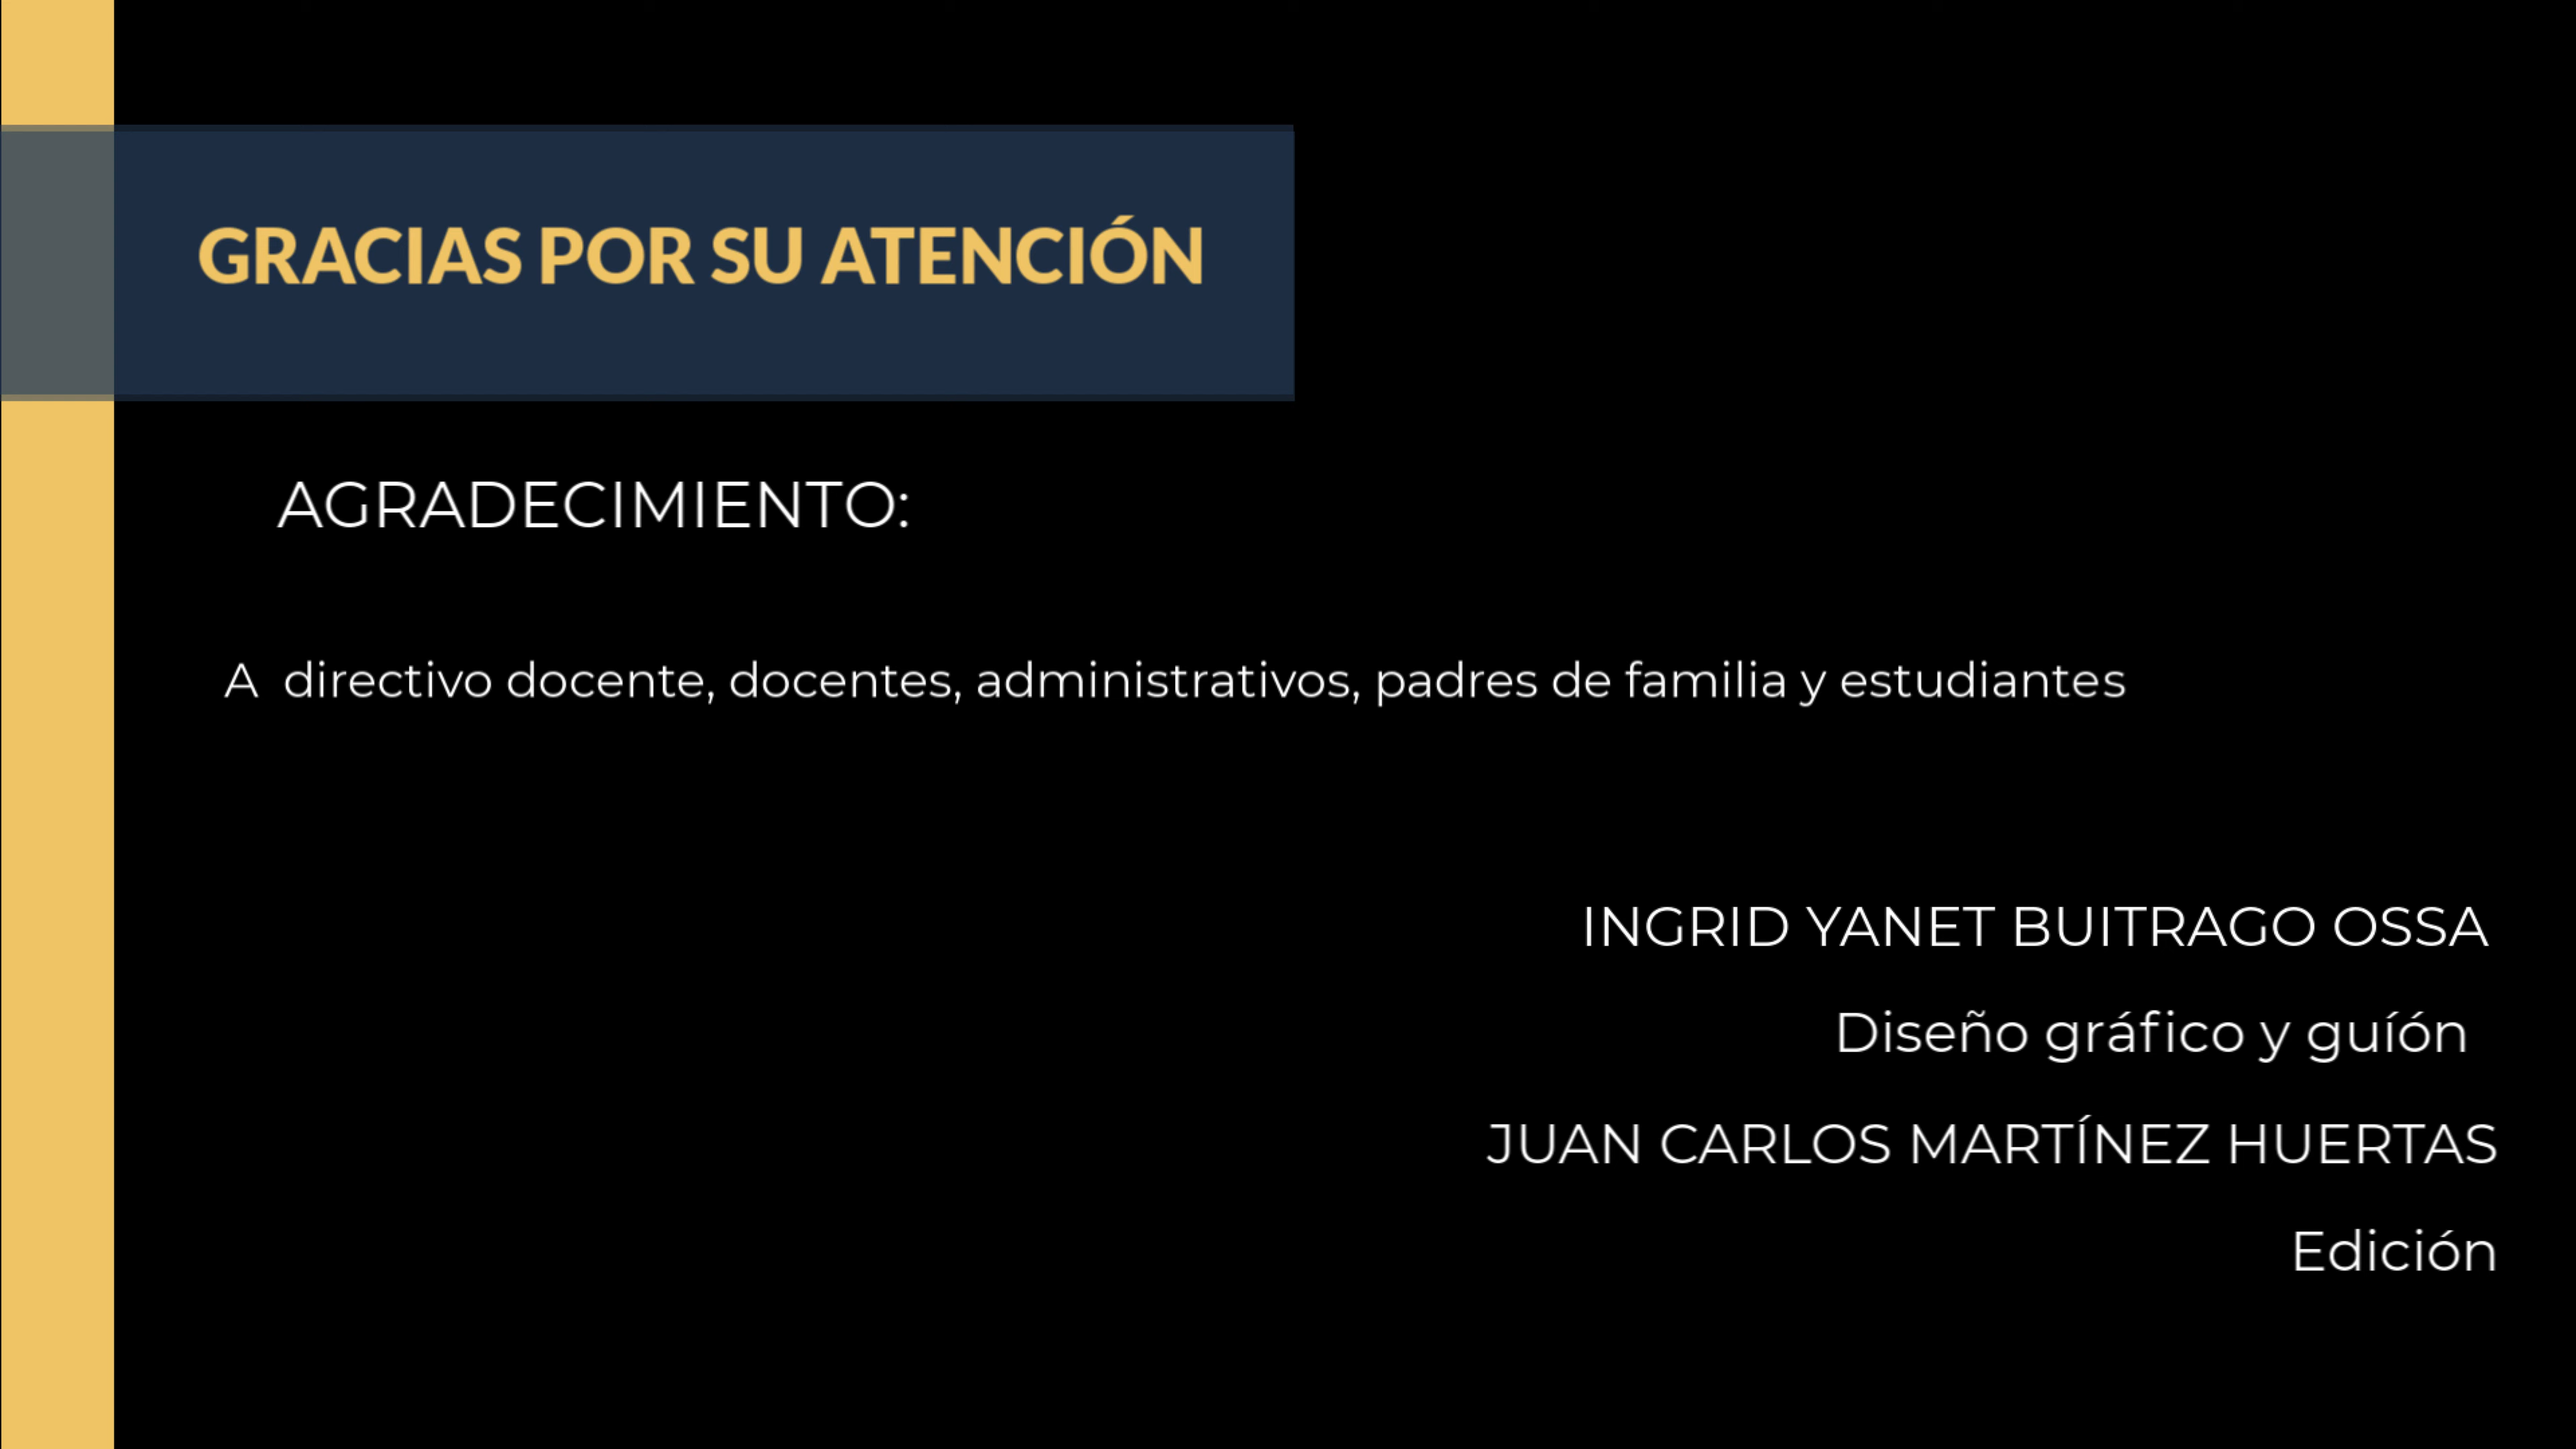 GRACIAS POR SU ATENCIÓN
AGRADECIMIENTO:
A  directivo docente, docentes, administrativos, padres de familia y estudiantes
INGRID YANET BUITRAGO OSSA
Diseño gráfico y guíón
JUAN CARLOS MARTÍNEZ HUERTAS
Edición